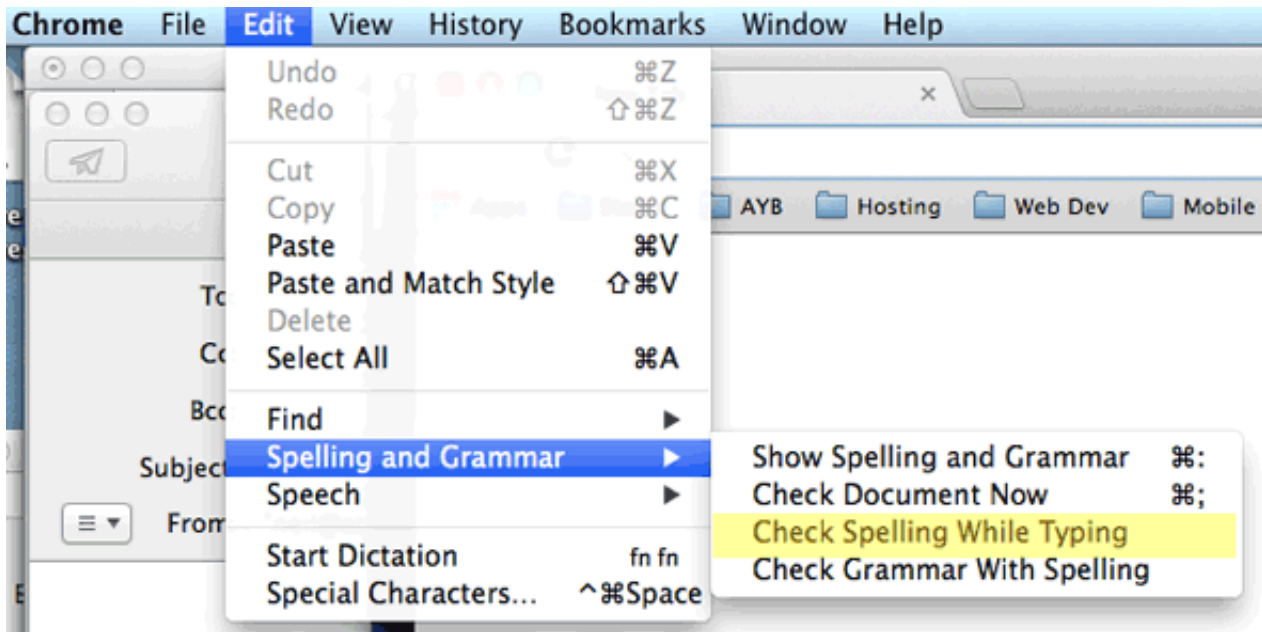 Chrome File Edit View History Bookmarks Window Help
Undo ⌘Z
Redo ⇧⌘Z
Cut ⌘X
Copy ⌘C
Paste ⌘V
Paste and Match Style ⇧⌘V
Delete
Select All ⌘A
Find ▶
Spelling and Grammar ▶
Speech ▶
Start Dictation fn fn
Special Characters... ^⌘Space
Show Spelling and Grammar ⌘:
Check Document Now ⌘;
Check Spelling While Typing
Check Grammar With Spelling
AYB Hosting Web Dev Mobile
Subject
From